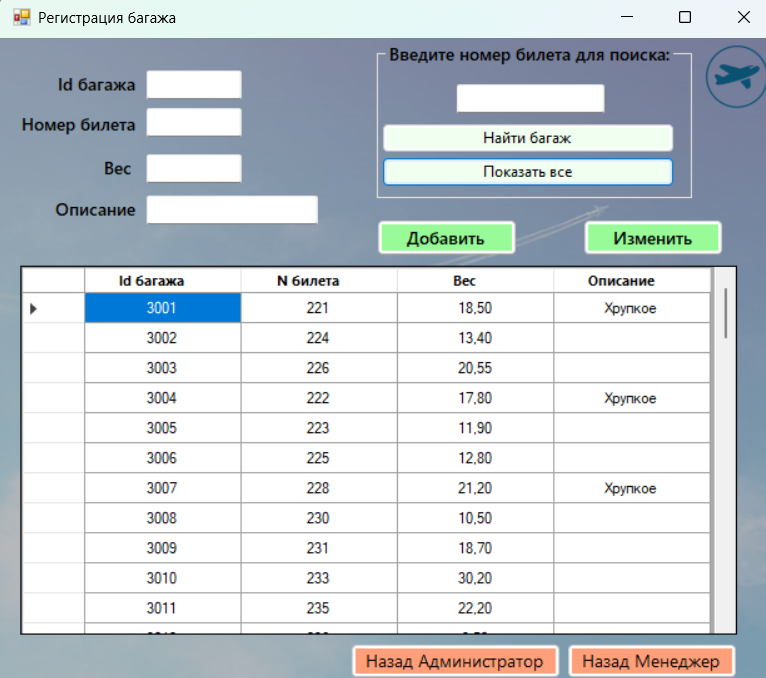 Регистрация багажа
Id багажа
Номер билета
Вес
Описание
Введите номер билета для поиска:
Найти багаж
Показать все
Добавить Изменить
Id багажа N билета Вес Описание
3001 221 18,50 Хрупкое
3002 224 13,40
3003 226 20,55
3004 222 17,80 Хрупкое
3005 223 11,90
3006 225 12,80
3007 228 21,20 Хрупкое
3008 230 10,50
3009 231 18,70
3010 233 30,20
3011 235 22,20
Назад Администратор Назад Менеджер